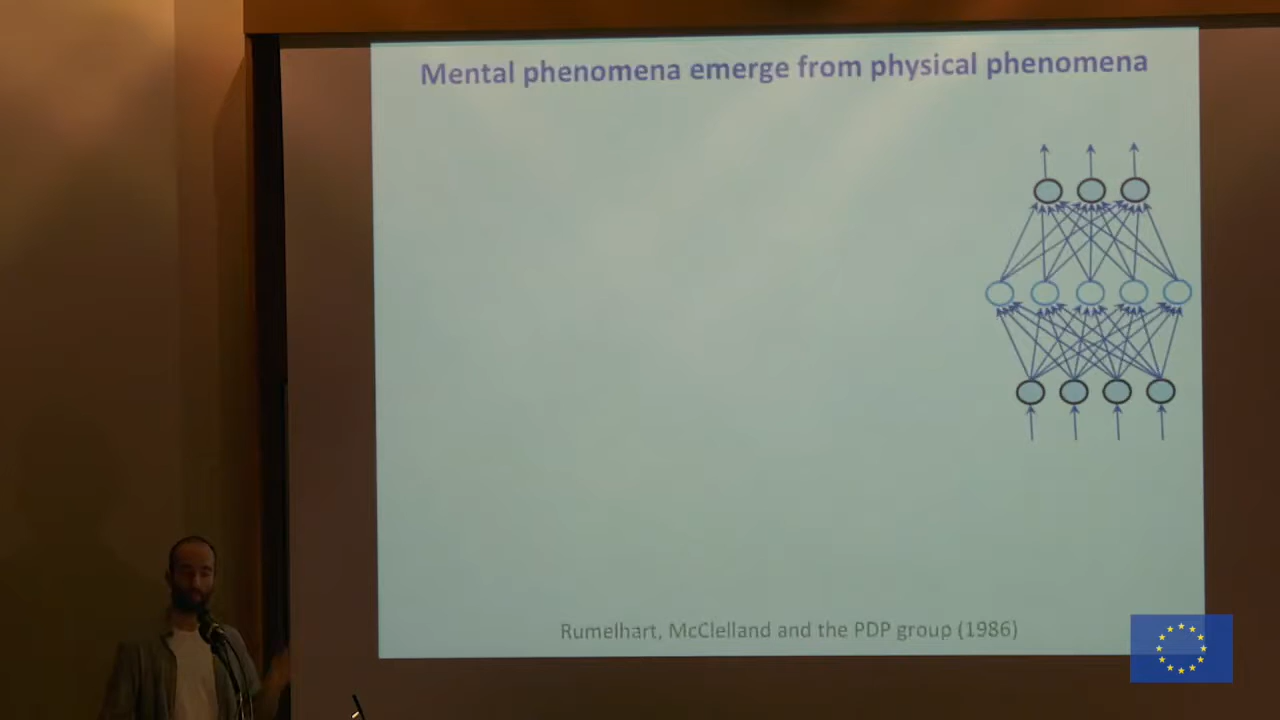 Mental phenomena emerge from physical phenomena
Rumelhart, McClelland and the PDP group (1986)